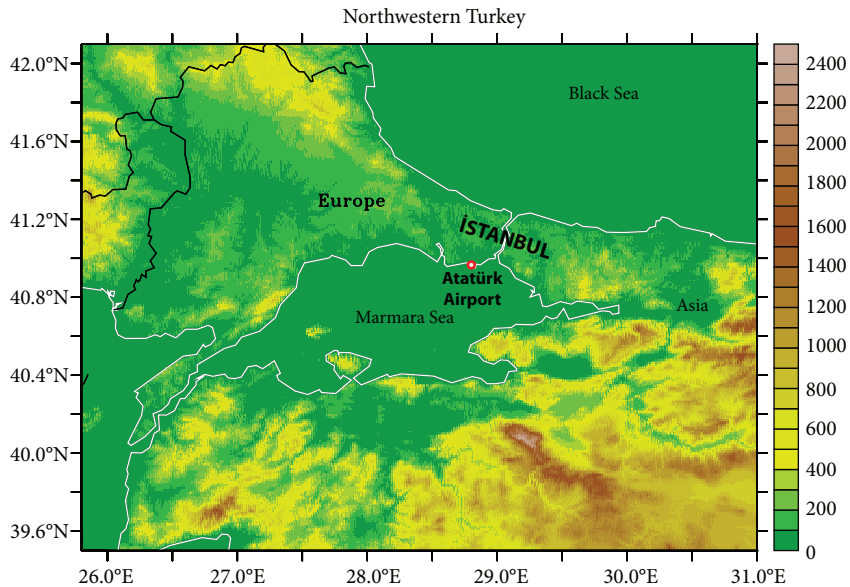 Northwestern Turkey
42.0°N
41.6°N
41.2°N
40.8°N
40.4°N
40.0°N
39.6°N
Black Sea
Europe
İSTANBUL
Atatürk
Airport
Asia
Marmara Sea
26.0°E 27.0°E 28.0°E 29.0°E 30.0°E 31.0°E
2400
2200
2000
1800
1600
1400
1200
1000
800
600
400
200
0